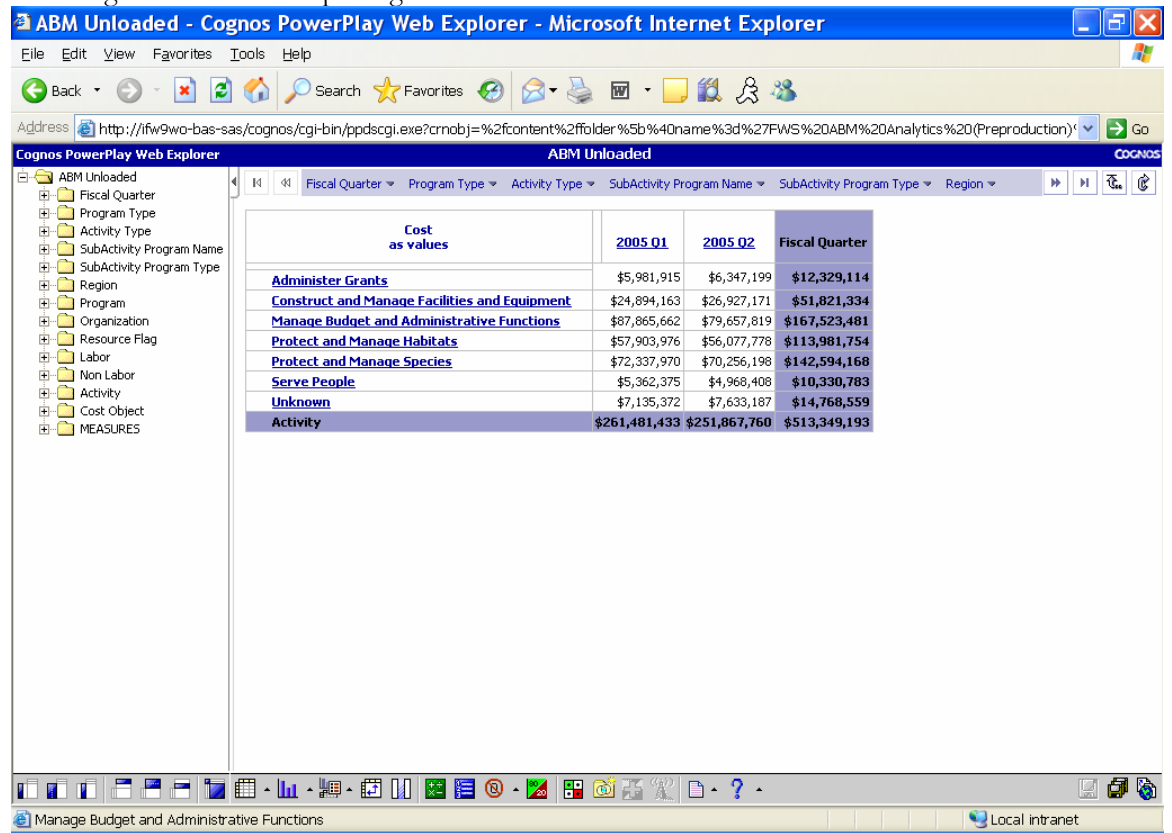 ABM Unloaded - Cognos PowerPlay Web Explorer - Microsoft Internet Explorer
File Edit View Favorites Tools Help
Back Search Favorites
Address http://ifw9wo-bas-sas/cognos/cgi-bin/ppdscgi.exe?crnobj=%2fcontent%2ffolder%5b%40name%3d%27FWS%20ABM%20Analytics%20(Preproduction) Go
Cognos PowerPlay Web Explorer ABM Unloaded COGNOS
Fiscal Quarter Program Type Activity Type SubActivity Program Name SubActivity Program Type Region
ABM Unloaded
Fiscal Quarter
Program Type
Activity Type
SubActivity Program Name
SubActivity Program Type
Region
Program
Organization
Resource Flag
Labor
Non Labor
Activity
Cost Object
MEASURES
Cost
as values
2005 Q1 2005 Q2 Fiscal Quarter
Administer Grants $5,981,915 $6,347,199 $12,329,114
Construct and Manage Facilities and Equipment $24,894,163 $26,927,171 $51,821,334
Manage Budget and Administrative Functions $87,865,662 $79,657,819 $167,523,481
Protect and Manage Habitats $57,903,976 $56,077,778 $113,981,754
Protect and Manage Species $72,337,970 $70,256,198 $142,594,168
Serve People $5,362,375 $4,968,408 $10,330,783
Unknown $7,135,372 $7,633,187 $14,768,559
Activity $261,481,433 $251,867,760 $513,349,193
Manage Budget and Administrative Functions Local intranet